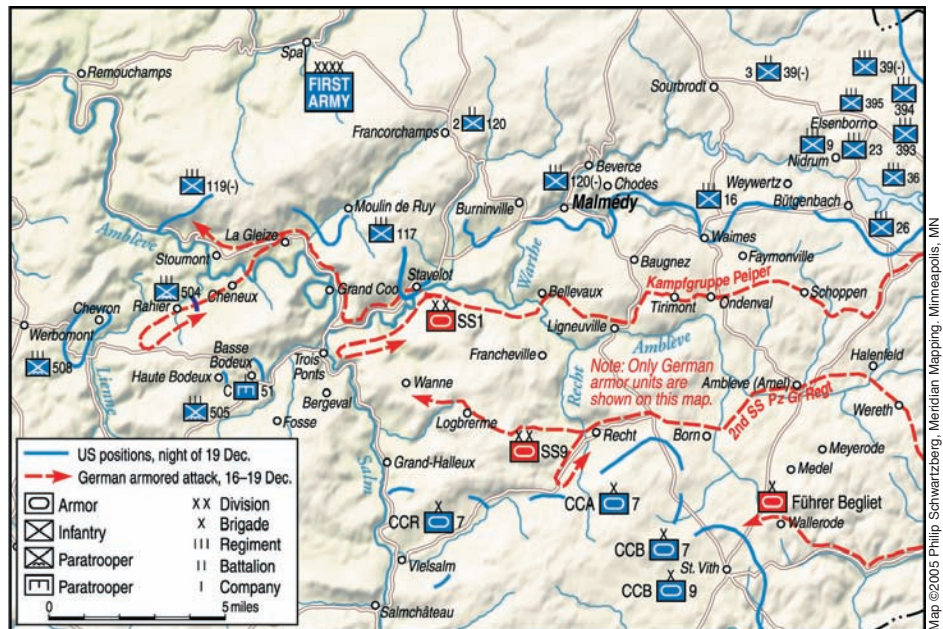 Remouchamps
Spa
XXXX
FIRST
ARMY
Francorchamps
2 120
Sourbrodt
3 39(-)
39(-)
394
395
Elsenborn
393
9
23
Nidrum
36
119(-)
Moulin de Ruy
117
Burninville
Beverce
120(-)
Chodes
Malmédy
16
Weywertz
Bütgenbach
26
Amblève
La Gleize
Stoumont
Waimes
Faymonville
Baugnez
Warthe
Stavelot
Grand Coo
Cheneux
504
Rahier
Chevron
Werbomont
508
Bellevaux
Kampfgruppe Peiper
Tirimont
Ondenval
Schoppen
Ligneuville
XX
SS1
Amblève
Francheville
Note: Only German
armor units are
shown on this map.
Recht
Halenfeld
Amblève (Amel)
2nd SS Pz Gr Regt
Wereth
Trois
Ponts
Basse
Bodeux
Haute Bodeux
C E 51
505
Bergeval
Fosse
Lienne
Wanne
Logbrerme
XX
SS9
Recht
Born
Meyerode
Medel
Grand-Halleux
Salm
X
CCR 7
X
CCA 7
X
Führer Begliet
Wallerode
X
CCB 7
St. Vith
X
CCB 9
Vielsalm
Salmchâteau
US positions, night of 19 Dec.
German armored attack, 16–19 Dec.
Armor
Infantry
Paratrooper
E Paratrooper
XX Division
X Brigade
III Regiment
II Battalion
I Company
0 5
miles
Map ©2005 Philip Schwartzberg, Meridian Mapping, Minneapolis, MN